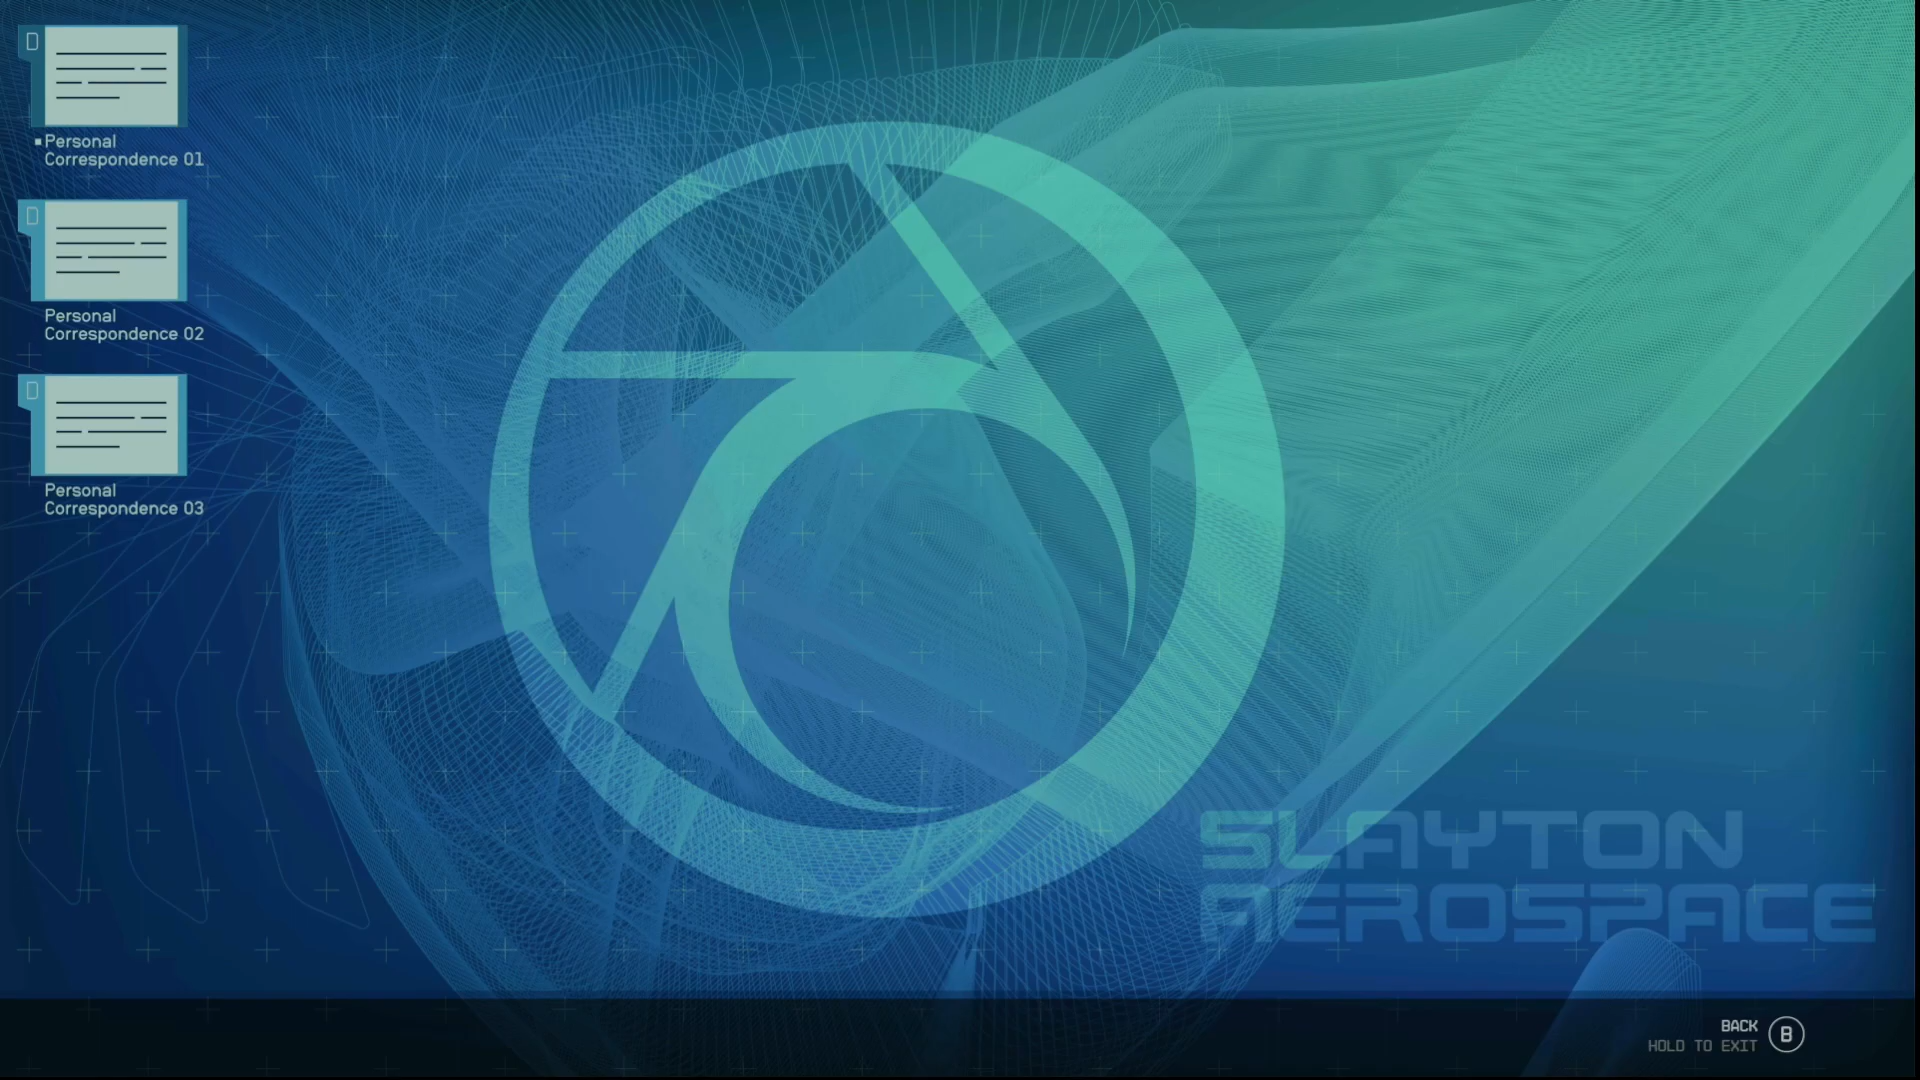 Personal
Correspondence 01
Personal
Correspondence 02
Personal
Correspondence 03
SLAYTON
AEROSPACE
BACK
HOLD TO EXIT
B